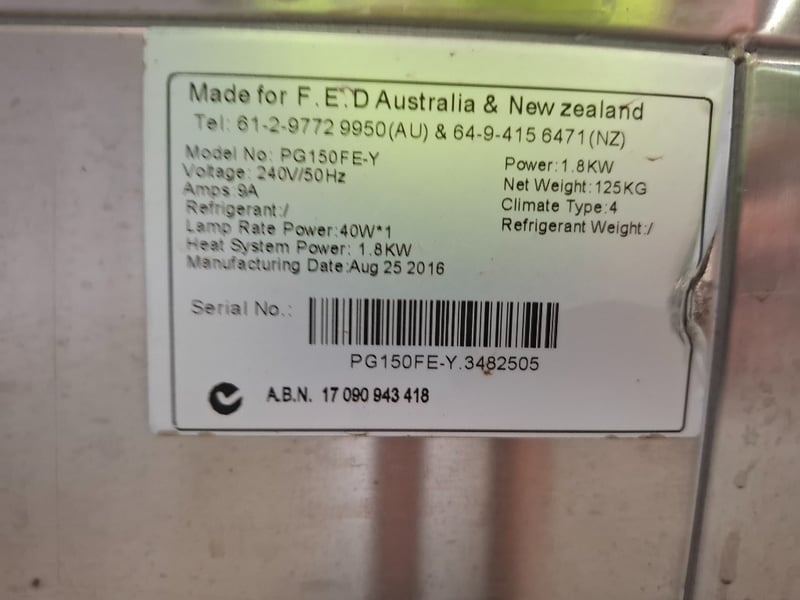 Made for F.E.D Australia & New zealand
Tel: 61-2-9772 9950(AU) & 64-9-415 6471(NZ)
Model No: PG150FE-Y
Voltage: 240V/50Hz
Amps:9A
Refrigerant:/
Lamp Rate Power:40W*1
Heat System Power: 1.8KW
Manufacturing Date:Aug 25 2016
Power:1.8KW
Net Weight:125KG
Climate Type:4
Refrigerant Weight:/
Serial No.:
PG150FE-Y.3482505
A.B.N. 17 090 943 418